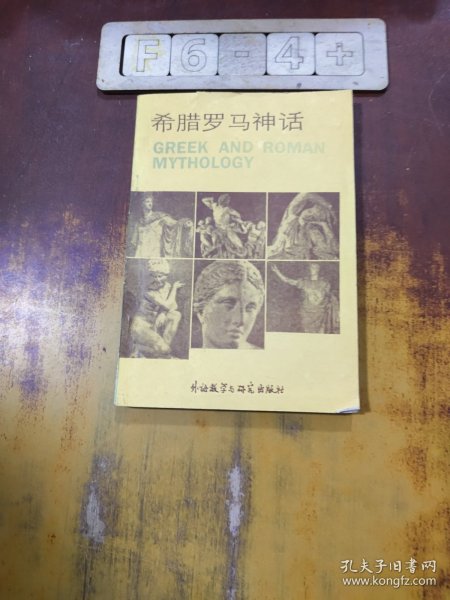 F6-4+
希腊罗马神话
GREEK AND ROMAN
MYTHOLOGY
外语教学与研究出版社
孔夫子旧书网
www.kongfz.com